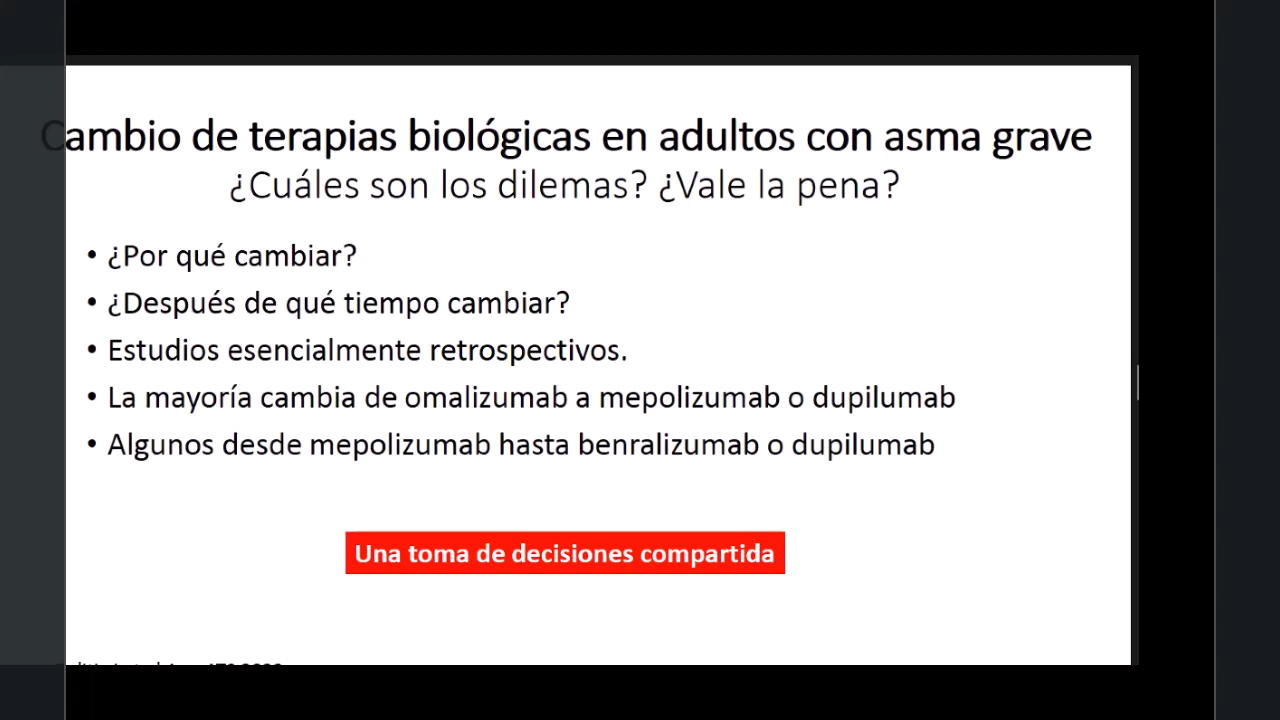 Cambio de terapias biológicas en adultos con asma grave
¿Cuáles son los dilemas? ¿Vale la pena?
• ¿Por qué cambiar?
• ¿Después de qué tiempo cambiar?
• Estudios esencialmente retrospectivos.
• La mayoría cambia de omalizumab a mepolizumab o dupilumab
• Algunos desde mepolizumab hasta benralizumab o dupilumab
Una toma de decisiones compartida